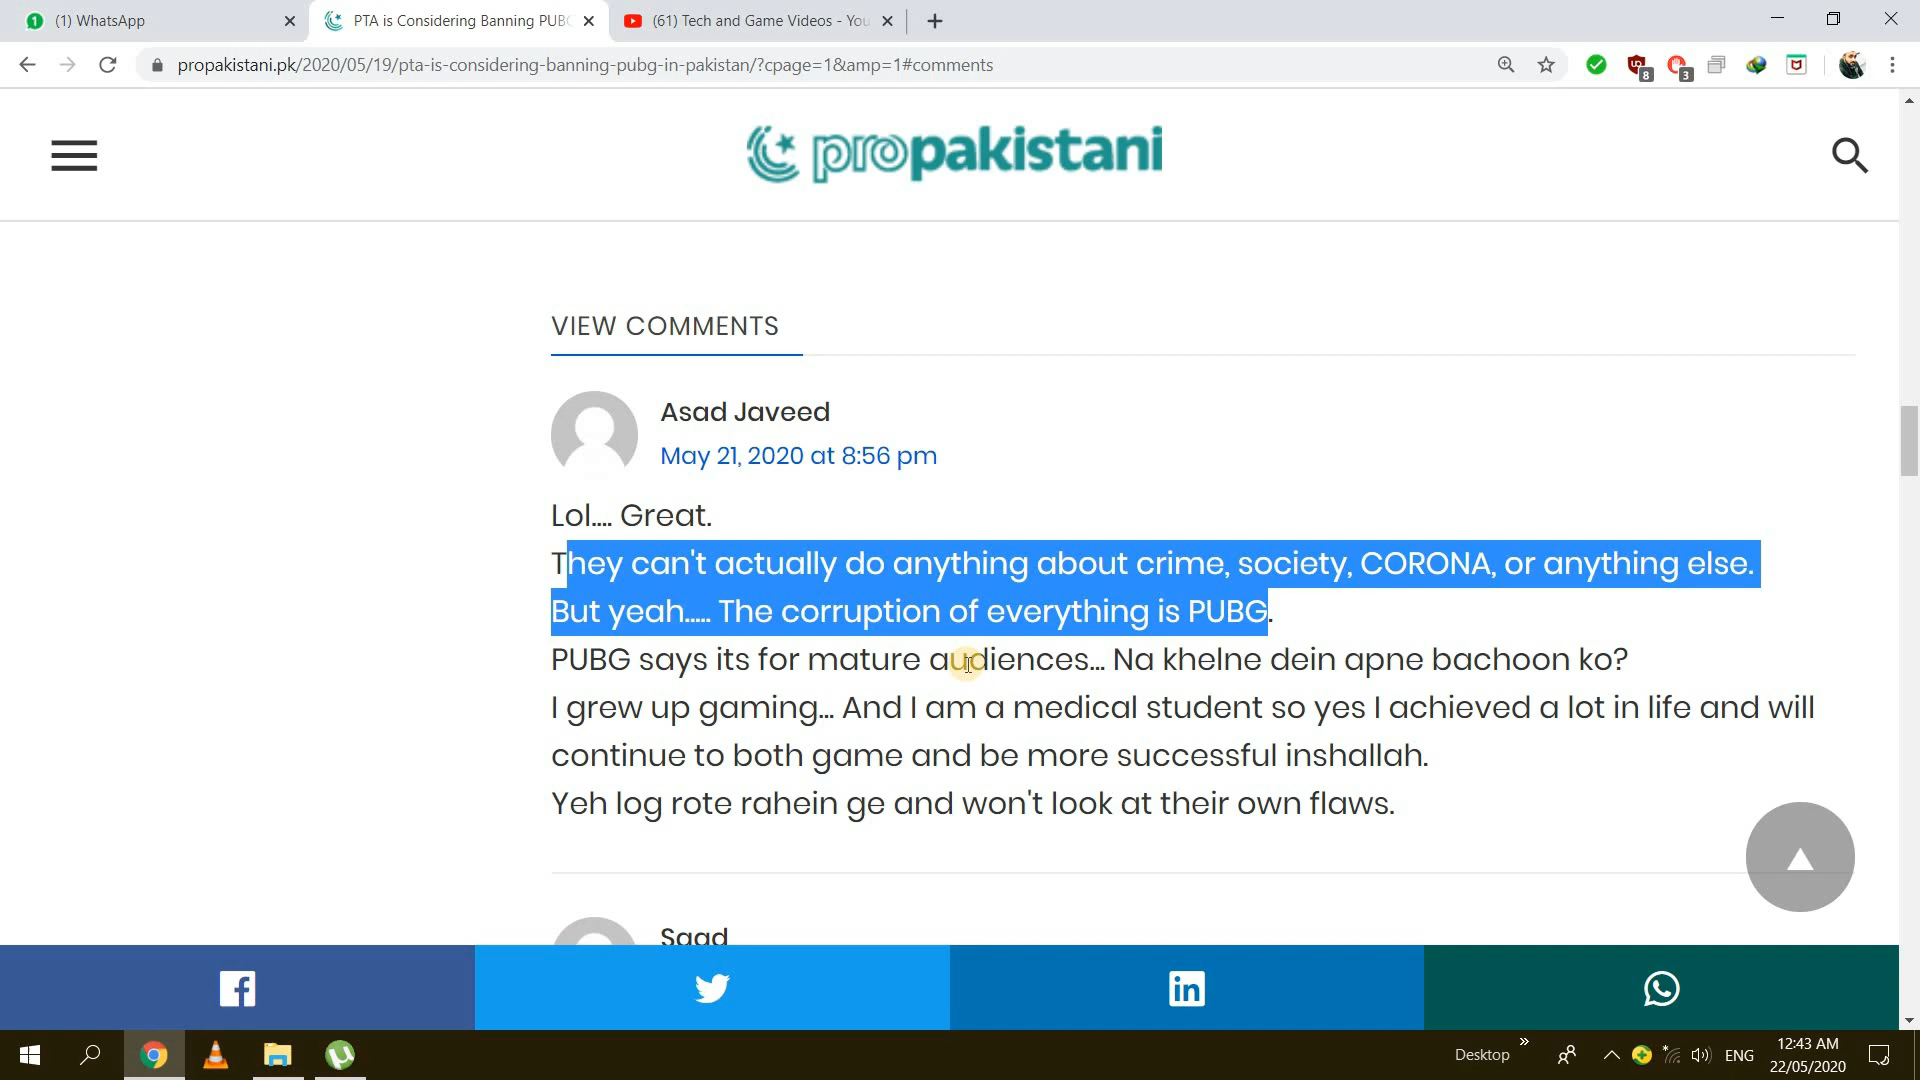 (1) WhatsApp
PTA is Considering Banning PUBG
(61) Tech and Game Videos - You
propakistani.pk/2020/05/19/pta-is-considering-banning-pubg-in-pakistan/?cpage=1&amp=1#comments
8
3
propakistani
VIEW COMMENTS
Asad Javeed
May 21, 2020 at 8:56 pm
Lol.... Great.
They can't actually do anything about crime, society, CORONA, or anything else.
But yeah..... The corruption of everything is PUBG.
PUBG says its for mature audiences... Na khelne dein apne bachoon ko?
I grew up gaming... And I am a medical student so yes I achieved a lot in life and will
continue to both game and be more successful inshallah.
Yeh log rote rahein ge and won't look at their own flaws.
Saad
Desktop
ENG
12:43 AM
22/05/2020